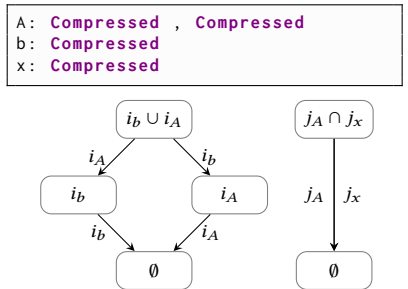 A: Compressed , Compressed
b: Compressed
x: Compressed
i_b ∪ i_A
j_A ∩ j_x
i_A
i_b
i_b
i_A
j_A
j_x
i_b
i_A
∅
∅